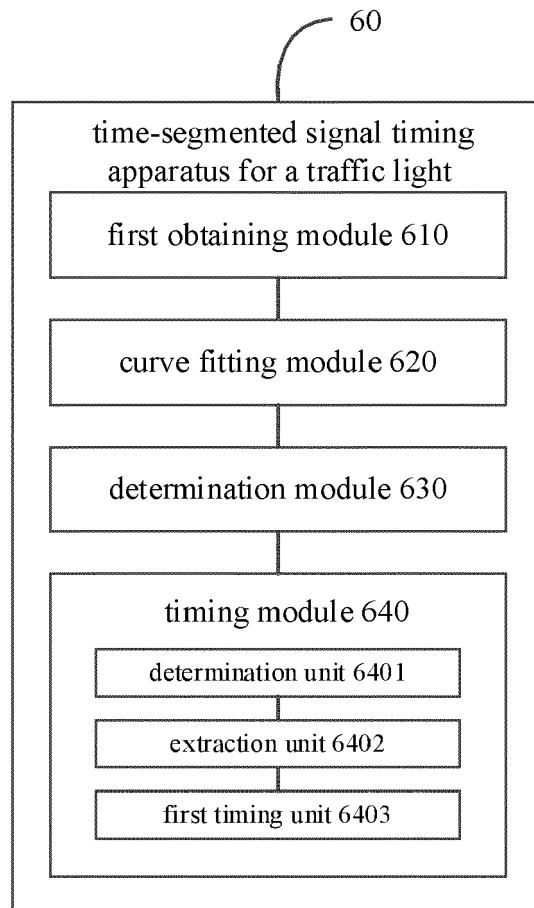 60
time-segmented signal timing
apparatus for a traffic light
first obtaining module 610
curve fitting module 620
determination module 630
timing module 640
determination unit 6401
extraction unit 6402
first timing unit 6403